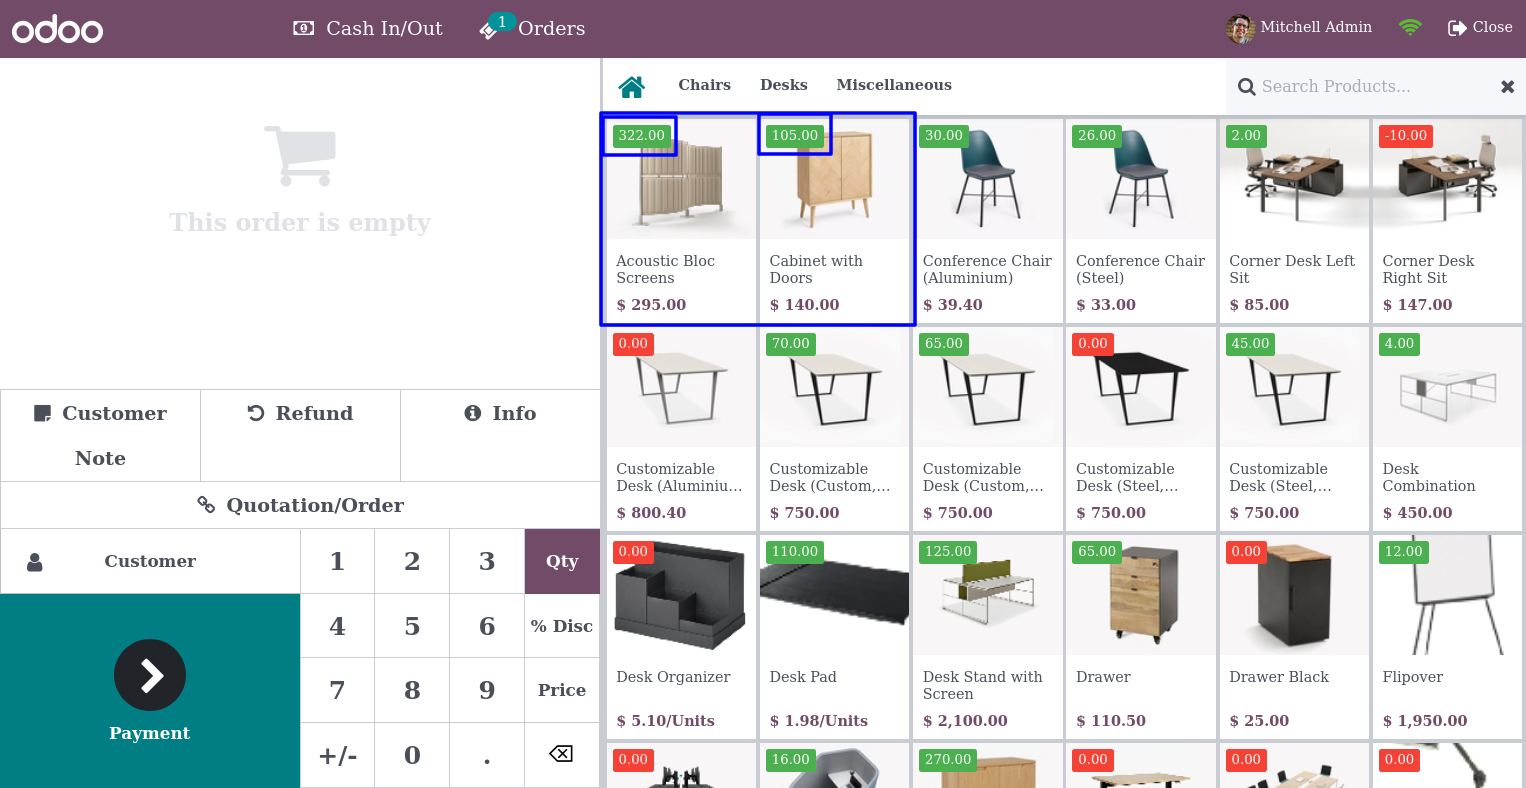 odoo
Cash In/Out
1
Orders
Mitchell Admin
Close
Chairs
Desks
Miscellaneous
Search Products...
This order is empty
Customer
Note
Refund
Info
Quotation/Order
Customer
1
2
3
Qty
4
5
6
% Disc
7
8
9
Price
+/-
0
.
Payment
322.00
Acoustic Bloc
Screens
$ 295.00
105.00
Cabinet with
Doors
$ 140.00
30.00
Conference Chair
(Aluminium)
$ 39.40
26.00
Conference Chair
(Steel)
$ 33.00
2.00
Corner Desk Left
Sit
$ 85.00
-10.00
Corner Desk
Right Sit
$ 147.00
0.00
Customizable
Desk (Aluminiu...
$ 800.40
70.00
Customizable
Desk (Custom,...
$ 750.00
65.00
Customizable
Desk (Custom,...
$ 750.00
0.00
Customizable
Desk (Steel,...
$ 750.00
45.00
Customizable
Desk (Steel,...
$ 750.00
4.00
Desk
Combination
$ 450.00
0.00
Desk Organizer
$ 5.10/Units
110.00
Desk Pad
$ 1.98/Units
125.00
Desk Stand with
Screen
$ 2,100.00
65.00
Drawer
$ 110.50
0.00
Drawer Black
$ 25.00
12.00
Flipover
$ 1,950.00
0.00
16.00
270.00
0.00
0.00
0.00